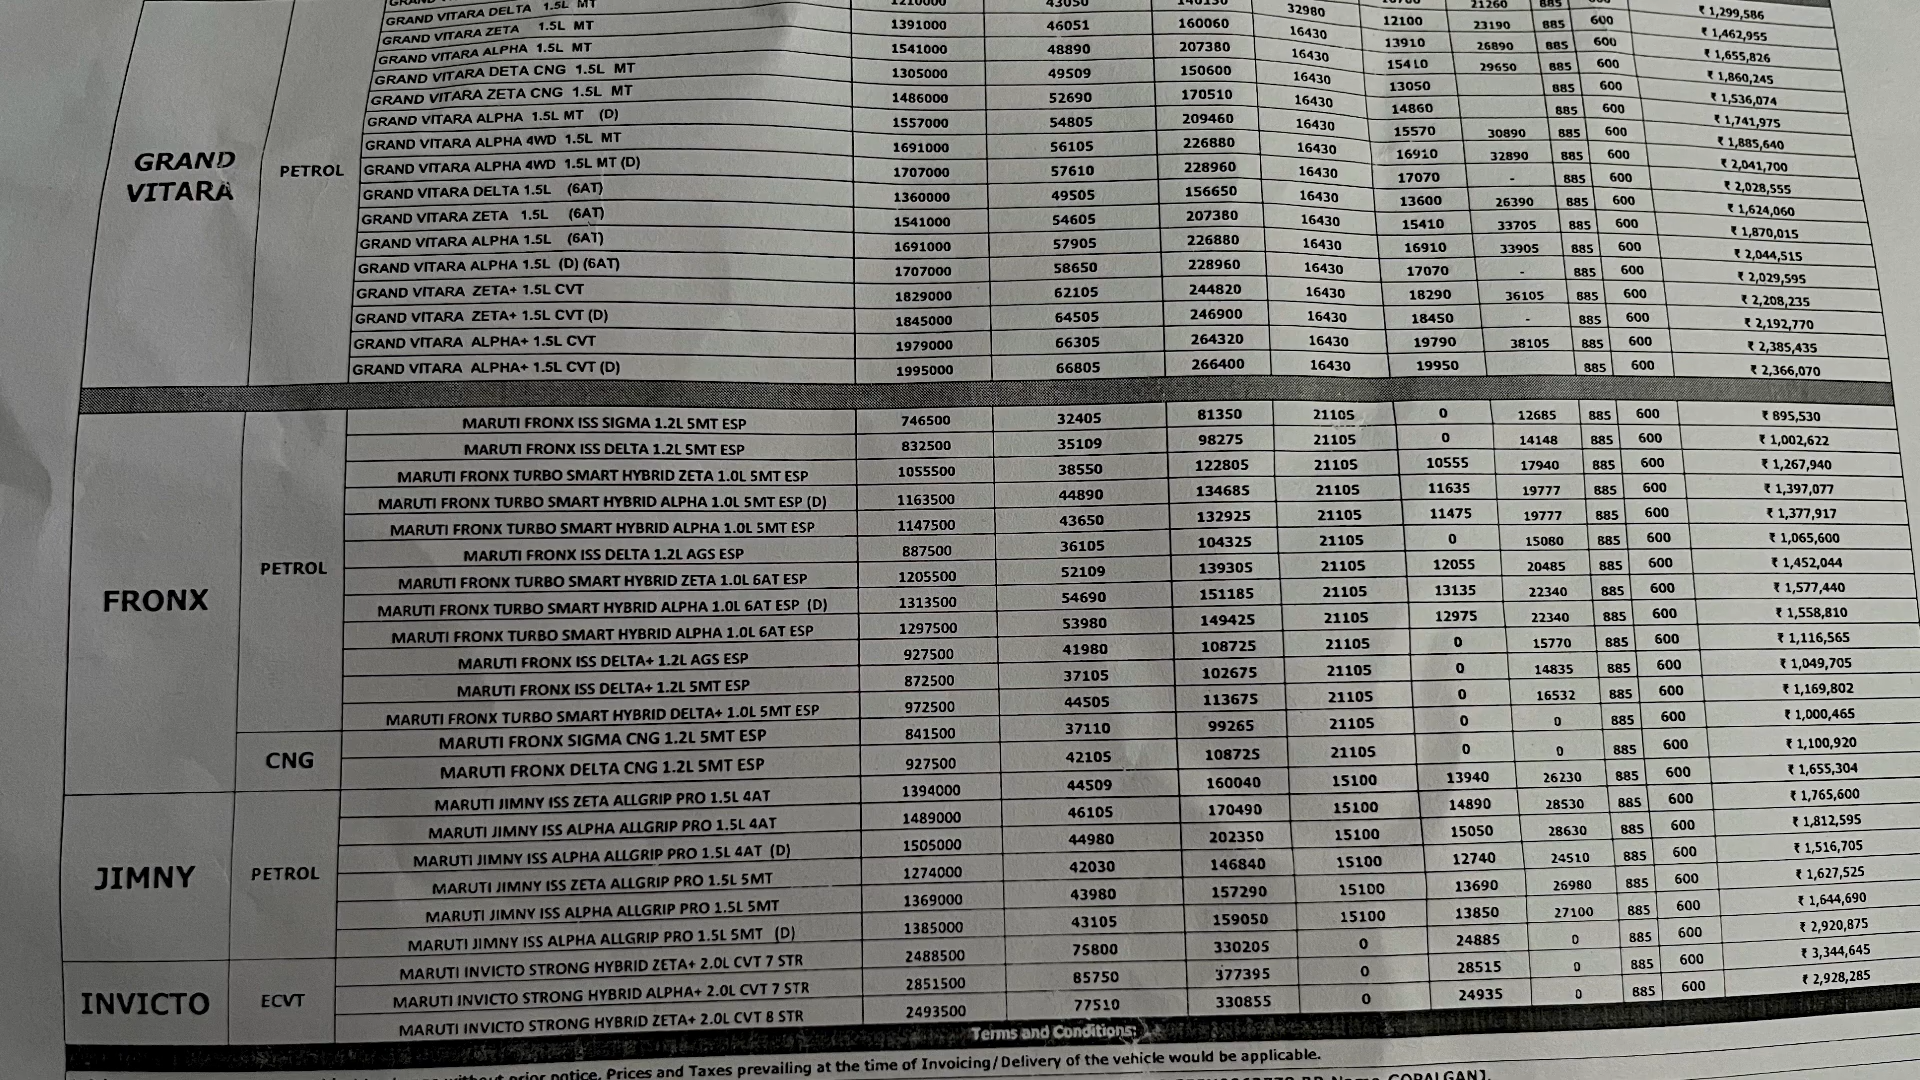 GRAND
GRAND VITARA DELTA 1.5L MT 1210000 43050 140150 32980 12100 23190 885 600 ₹ 1,462,955
21260 885 ₹ 1,299,586
GRAND VITARA ZETA 1.5L MT 1391000 46051 160060 16430 13910 26890 885 600 ₹ 1,655,826
GRAND VITARA ALPHA 1.5L MT 1541000 48890 207380 16430 15410 29650 885 600 ₹ 1,860,245
GRAND VITARA DETA CNG 1.5L MT 1305000 49509 150600 16430 13050 885 600 ₹ 1,536,074
GRAND VITARA ZETA CNG 1.5L MT 1486000 52690 170510 16430 14860 885 600 ₹ 1,741,975
GRAND VITARA ALPHA 1.5L MT (D) 1557000 54805 209460 16430 15570 30890 885 600 ₹ 1,885,640
GRAND VITARA ALPHA 4WD 1.5L MT 1691000 56105 226880 16430 16910 32890 885 600 ₹ 2,041,700
GRAND VITARA ALPHA 4WD 1.5L MT (D) 1707000 57610 228960 16430 17070 - 885 600 ₹ 2,028,555
GRAND VITARA PETROL
GRAND VITARA DELTA 1.5L (6AT) 1360000 49505 156650 16430 13600 26390 885 600 ₹ 1,624,060
GRAND VITARA ZETA 1.5L (6AT) 1541000 54605 207380 16430 15410 33705 885 600 ₹ 1,870,015
GRAND VITARA ALPHA 1.5L (6AT) 1691000 57905 226880 16430 16910 33905 885 600 ₹ 2,044,515
GRAND VITARA ALPHA 1.5L (D) (6AT) 1707000 58650 228960 16430 17070 - 885 600 ₹ 2,029,595
GRAND VITARA ZETA+ 1.5L CVT 1829000 62105 244820 16430 18290 36105 885 600 ₹ 2,208,235
GRAND VITARA ZETA+ 1.5L CVT (D) 1845000 64505 246900 16430 18450 - 885 600 ₹ 2,192,770
GRAND VITARA ALPHA+ 1.5L CVT 1979000 66305 264320 16430 19790 38105 885 600 ₹ 2,385,435
GRAND VITARA ALPHA+ 1.5L CVT (D) 1995000 66805 266400 16430 19950 885 600 ₹ 2,366,070
MARUTI FRONX ISS SIGMA 1.2L 5MT ESP 746500 32405 81350 21105 0 12685 885 600 ₹ 895,530
MARUTI FRONX ISS DELTA 1.2L 5MT ESP 832500 35109 98275 21105 0 14148 885 600 ₹ 1,002,622
MARUTI FRONX TURBO SMART HYBRID ZETA 1.0L 5MT ESP 1055500 38550 122805 21105 10555 17940 885 600 ₹ 1,267,940
MARUTI FRONX TURBO SMART HYBRID ALPHA 1.0L 5MT ESP (D) 1163500 44890 134685 21105 11635 19777 885 600 ₹ 1,397,077
MARUTI FRONX TURBO SMART HYBRID ALPHA 1.0L 5MT ESP 1147500 43650 132925 21105 11475 19777 885 600 ₹ 1,377,917
MARUTI FRONX ISS DELTA 1.2L AGS ESP 887500 36105 104325 21105 0 15080 885 600 ₹ 1,065,600
FRONX PETROL
MARUTI FRONX TURBO SMART HYBRID ZETA 1.0L 6AT ESP 1205500 52109 139305 21105 12055 20485 885 600 ₹ 1,452,044
MARUTI FRONX TURBO SMART HYBRID ALPHA 1.0L 6AT ESP (D) 1313500 54690 151185 21105 13135 22340 885 600 ₹ 1,577,440
MARUTI FRONX TURBO SMART HYBRID ALPHA 1.0L 6AT ESP 1297500 53980 149425 21105 12975 22340 885 600 ₹ 1,558,810
MARUTI FRONX ISS DELTA+ 1.2L AGS ESP 927500 41980 108725 21105 0 15770 885 600 ₹ 1,116,565
MARUTI FRONX ISS DELTA+ 1.2L 5MT ESP 872500 37105 102675 21105 0 14835 885 600 ₹ 1,049,705
MARUTI FRONX TURBO SMART HYBRID DELTA+ 1.0L 5MT ESP 972500 44505 113675 21105 0 16532 885 600 ₹ 1,169,802
CNG
MARUTI FRONX SIGMA CNG 1.2L 5MT ESP 841500 37110 99265 21105 0 0 885 600 ₹ 1,000,465
MARUTI FRONX DELTA CNG 1.2L 5MT ESP 927500 42105 108725 21105 0 0 885 600 ₹ 1,100,920
MARUTI JIMNY ISS ZETA ALLGRIP PRO 1.5L 4AT 1394000 44509 160040 15100 13940 26230 885 600 ₹ 1,655,304
MARUTI JIMNY ISS ALPHA ALLGRIP PRO 1.5L 4AT 1489000 46105 170490 15100 14890 28530 885 600 ₹ 1,765,600
MARUTI JIMNY ISS ALPHA ALLGRIP PRO 1.5L 4AT (D) 1505000 44980 202350 15100 15050 28630 885 600 ₹ 1,812,595
JIMNY PETROL
MARUTI JIMNY ISS ZETA ALLGRIP PRO 1.5L 5MT 1274000 42030 146840 15100 12740 24510 885 600 ₹ 1,516,705
MARUTI JIMNY ISS ALPHA ALLGRIP PRO 1.5L 5MT 1369000 43980 157290 15100 13690 26980 885 600 ₹ 1,627,525
MARUTI JIMNY ISS ALPHA ALLGRIP PRO 1.5L 5MT (D) 1385000 43105 159050 15100 13850 27100 885 600 ₹ 1,644,690
MARUTI INVICTO STRONG HYBRID ZETA+ 2.0L CVT 7 STR 2488500 75800 330205 0 24885 0 885 600 ₹ 2,920,875
INVICTO ECVT
MARUTI INVICTO STRONG HYBRID ALPHA+ 2.0L CVT 7 STR 2851500 85750 377395 0 28515 0 885 600 ₹ 3,344,645
MARUTI INVICTO STRONG HYBRID ZETA+ 2.0L CVT 8 STR 2493500 77510 330855 0 24935 0 885 600 ₹ 2,928,285
Terms and Conditions:
without prior notice. Prices and Taxes prevailing at the time of Invoicing/Delivery of the vehicle would be applicable.
GOPALGANJ.